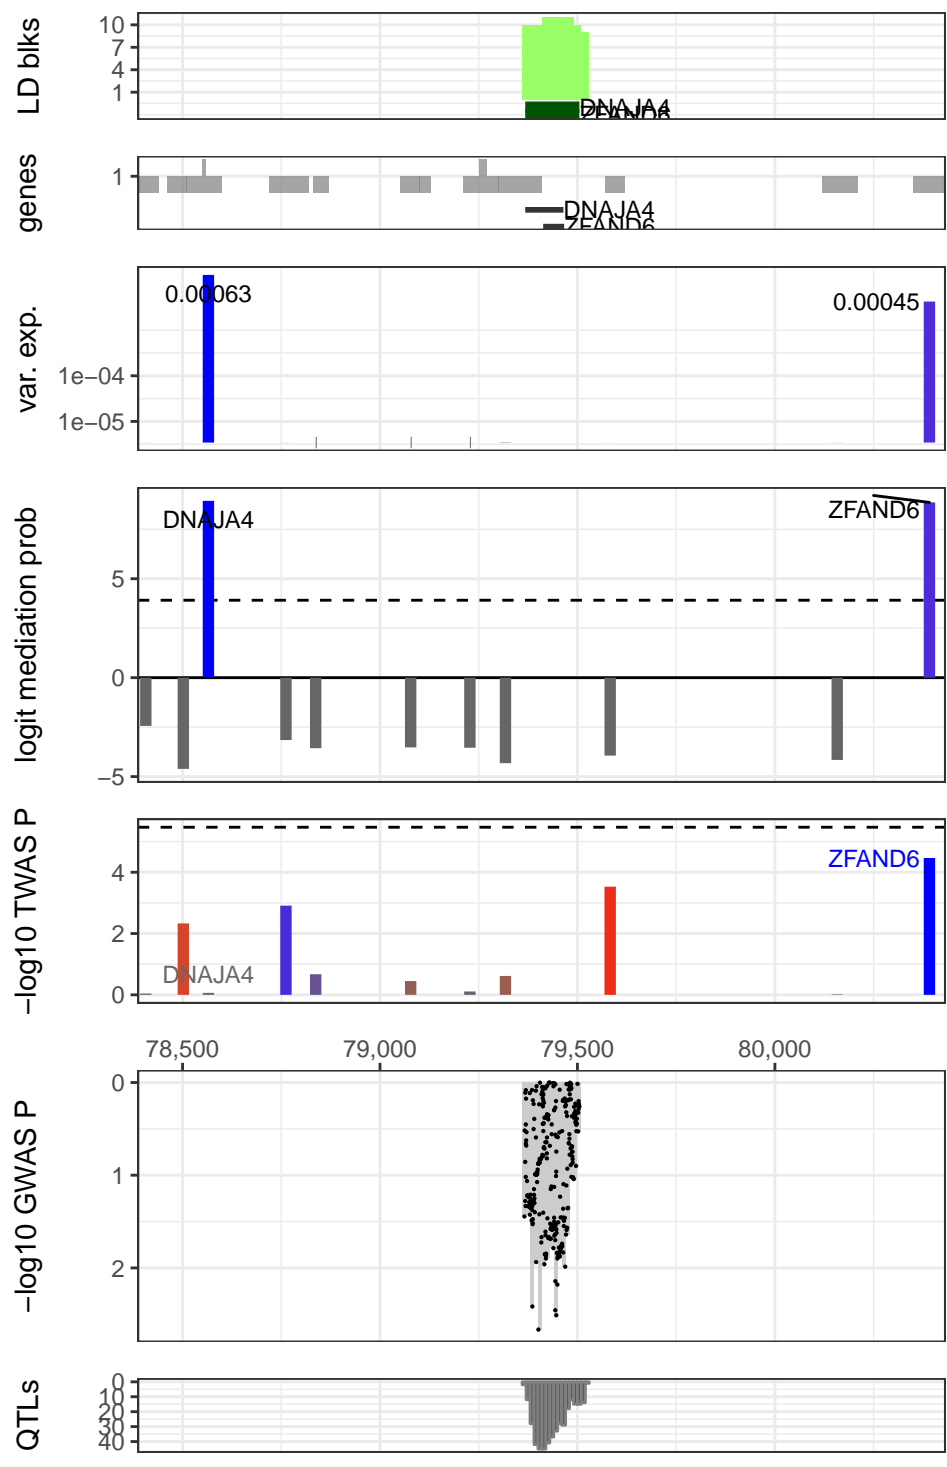 LD blks
10
7
4
1
DNAJA4
ZFAND6
genes
1
DNAJA4
ZFAND6
var. exp.
1e−04
1e−05
0.00063
0.00045
logit mediation prob
5
0
−5
DNAJA4
ZFAND6
−log10 TWAS P
4
2
0
DNAJA4
ZFAND6
78,500 79,000 79,500 80,000
−log10 GWAS P
0
1
2
QTLs
0
10
20
30
40